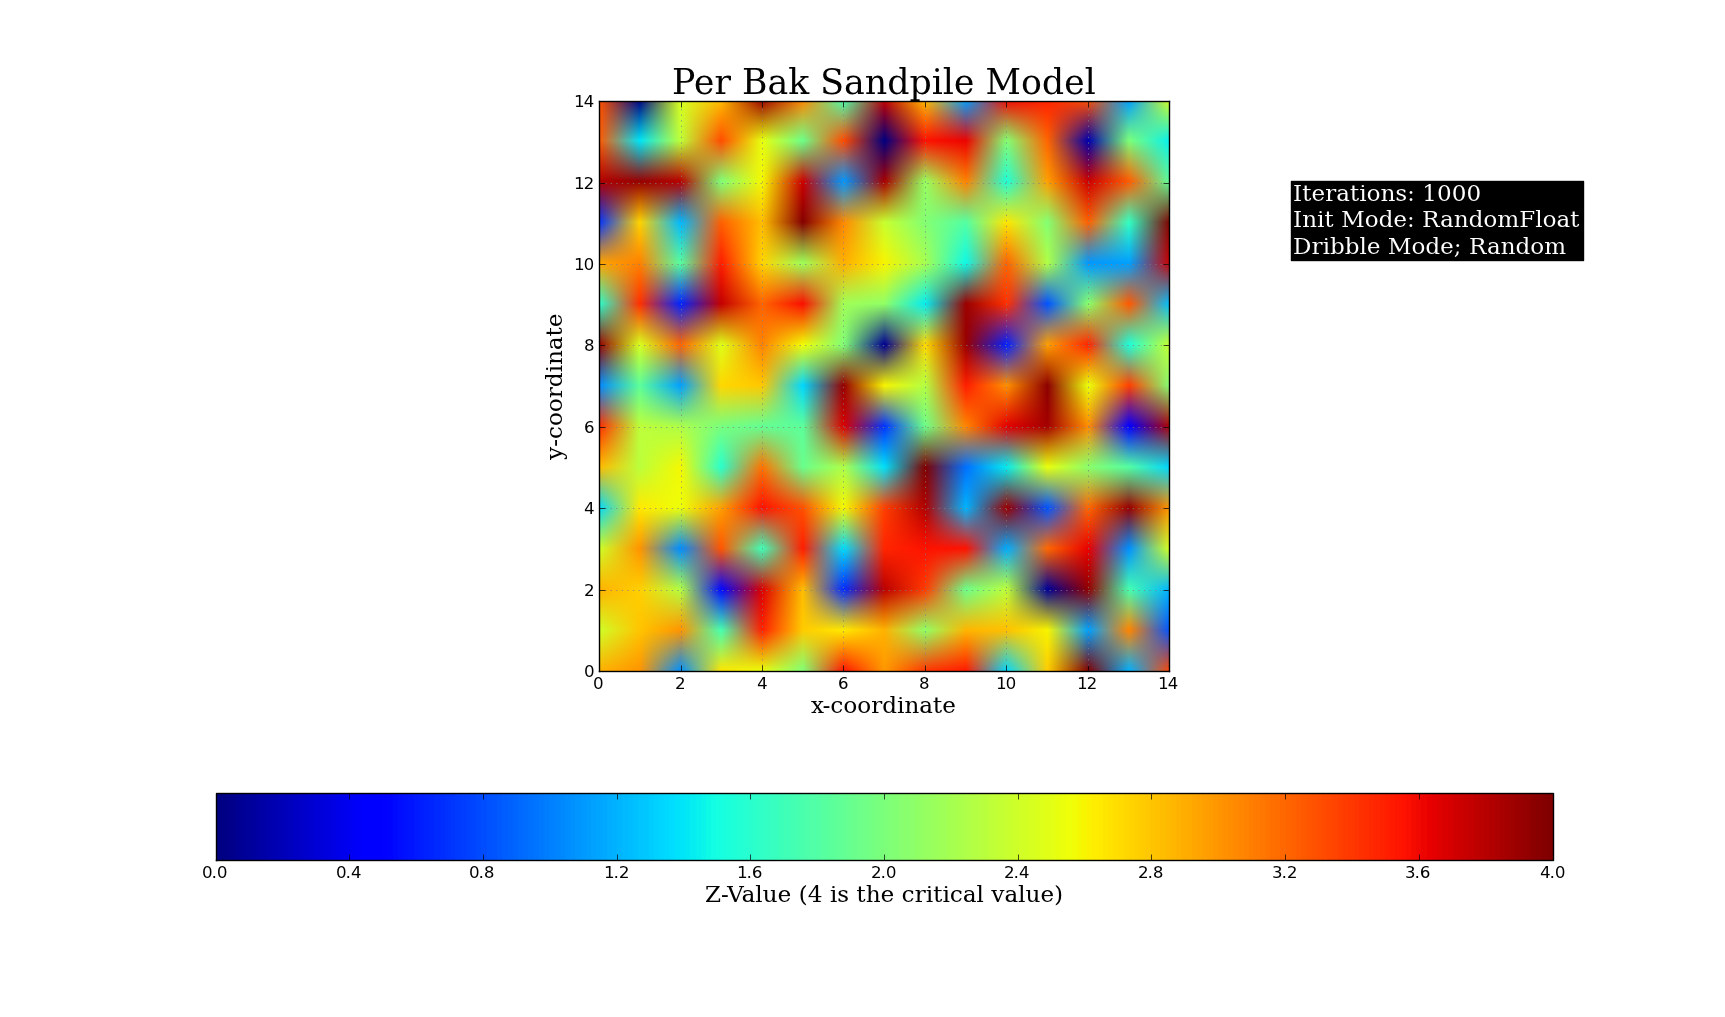 Per Bak Sandpile Model
14
12
10
8
6
4
2
0
y-coordinate
0 2 4 6 8 10 12 14
x-coordinate
Iterations: 1000
Init Mode: RandomFloat
Dribble Mode; Random
0.0 0.4 0.8 1.2 1.6 2.0 2.4 2.8 3.2 3.6 4.0
Z-Value (4 is the critical value)